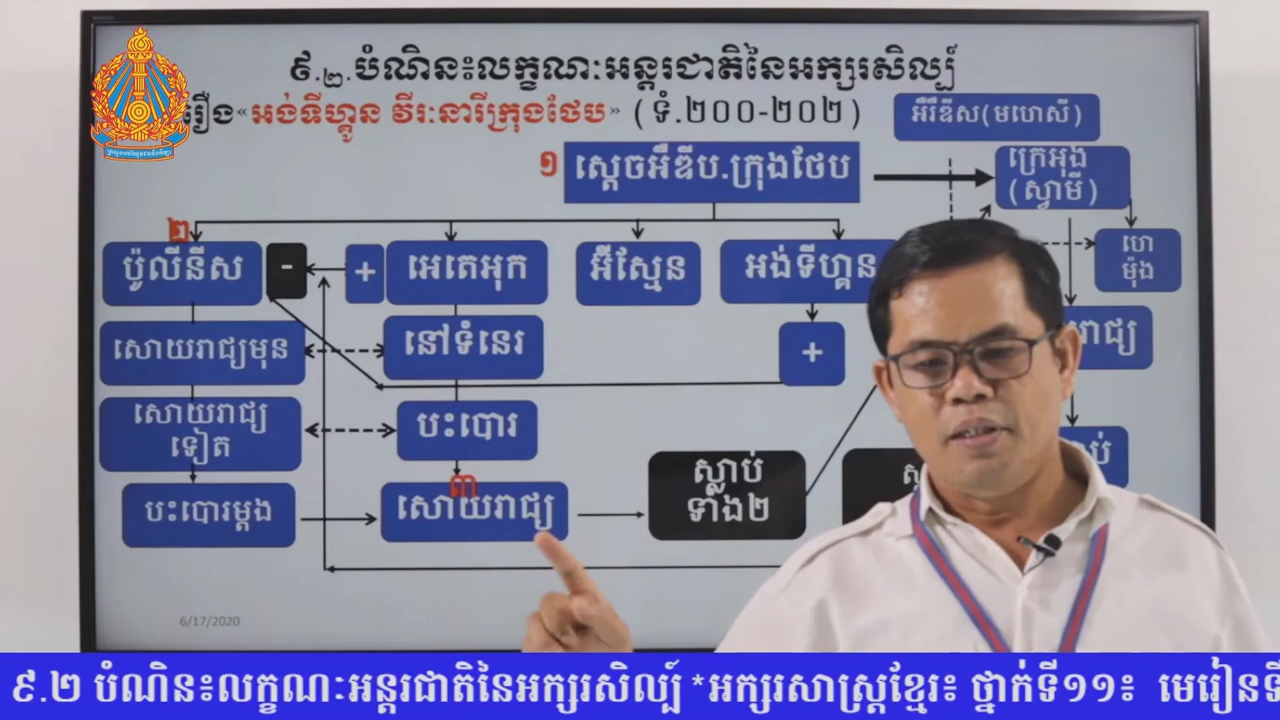 ៩.២.បំណិន៖លក្ខណៈអន្តរជាតិនៃអក្សរសិល្ប៍
រឿង«អង់ទីហ្គូន វីរៈនារីក្រុងថែប» (ទំ.២០០-២០២)
អឺរីឌីស(មហេសី)
១
ស្តេចអឺឌីប.ក្រុងថែប
ក្រេអុង
(ស្វាមី)
២
ប៉ូលីនីស
-
+
អេតេអុក
អ៊ីស្មែន
អង់ទីហ្គូន
ហេ
ម៉ុង
សោយរាជ្យមុន
នៅទំនេរ
+
រាជ្យ
សោយរាជ្យ
ទៀត
បះបោរ
បះបោរម្តង
៣
សោយរាជ្យ
ស្លាប់
ទាំង២
6/17/2020
៩.២ បំណិន៖លក្ខណៈអន្តរជាតិនៃអក្សរសិល្ប៍ *អក្សរសាស្ត្រខ្មែរ៖ ថ្នាក់ទី១១៖ មេរៀនទី